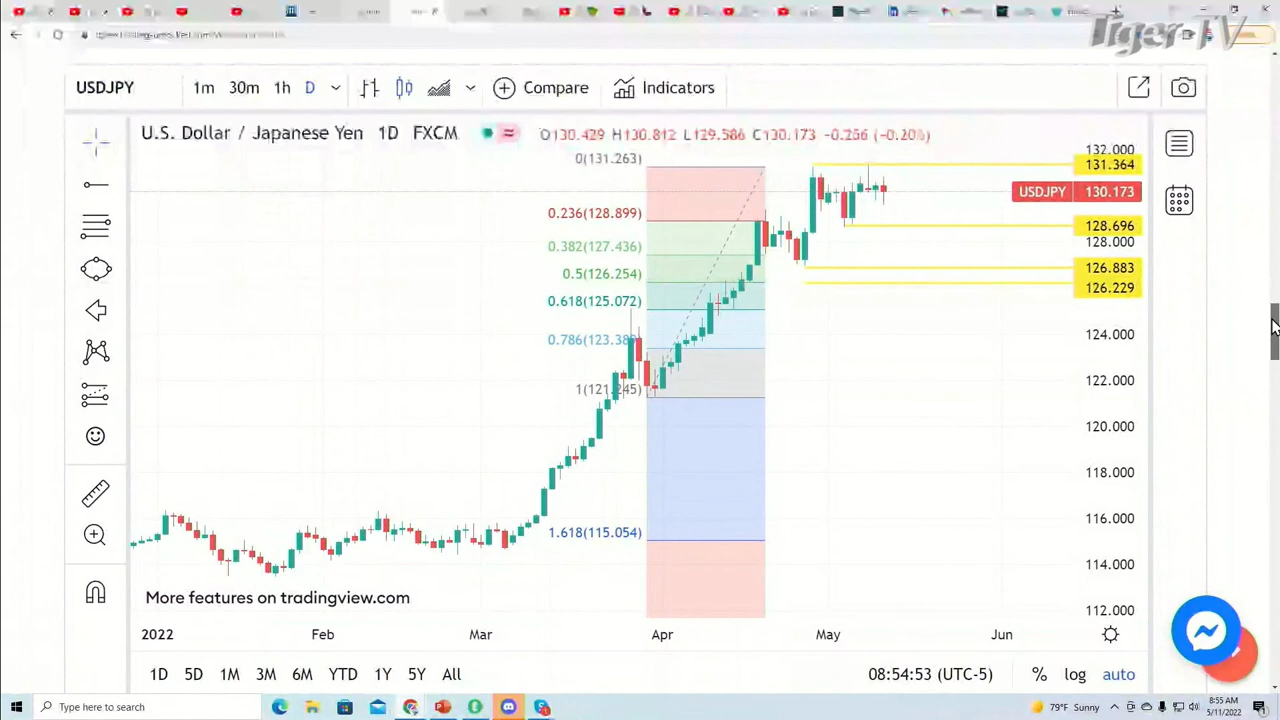 Tiger-TV
USDJPY 1m 30m 1h D Compare Indicators
U.S. Dollar / Japanese Yen 1D FXCM O130.429 H130.812 L129.586 C130.173 -0.256 (-0.20%)
132.000
0(131.263)
131.364
USDJPY 130.173
0.236(128.899)
128.696
0.382(127.436)
128.000
0.5(126.254)
126.883
126.229
0.618(125.072)
124.000
0.786(123.38
1(121.245)
122.000
120.000
118.000
116.000
1.618(115.054)
114.000
More features on tradingview.com
112.000
2022 Feb Mar Apr May Jun
1D 5D 1M 3M 6M YTD 1Y 5Y All 08:54:53 (UTC-5) % log auto
Type here to search
79°F Sunny
8:55 AM
5/11/2022